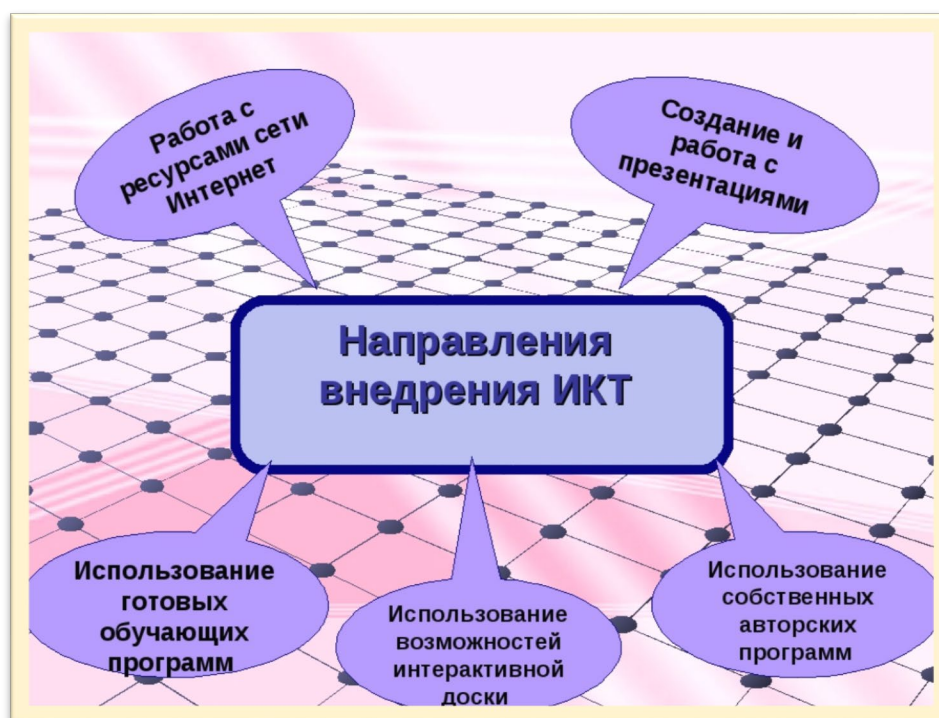 Работа с
ресурсами сети
Интернет
Создание и
работа с
презентациями
Направления
внедрения ИКТ
Использование
готовых
обучающих
программ
Использование
возможностей
интерактивной
доски
Использование
собственных
авторских
программ